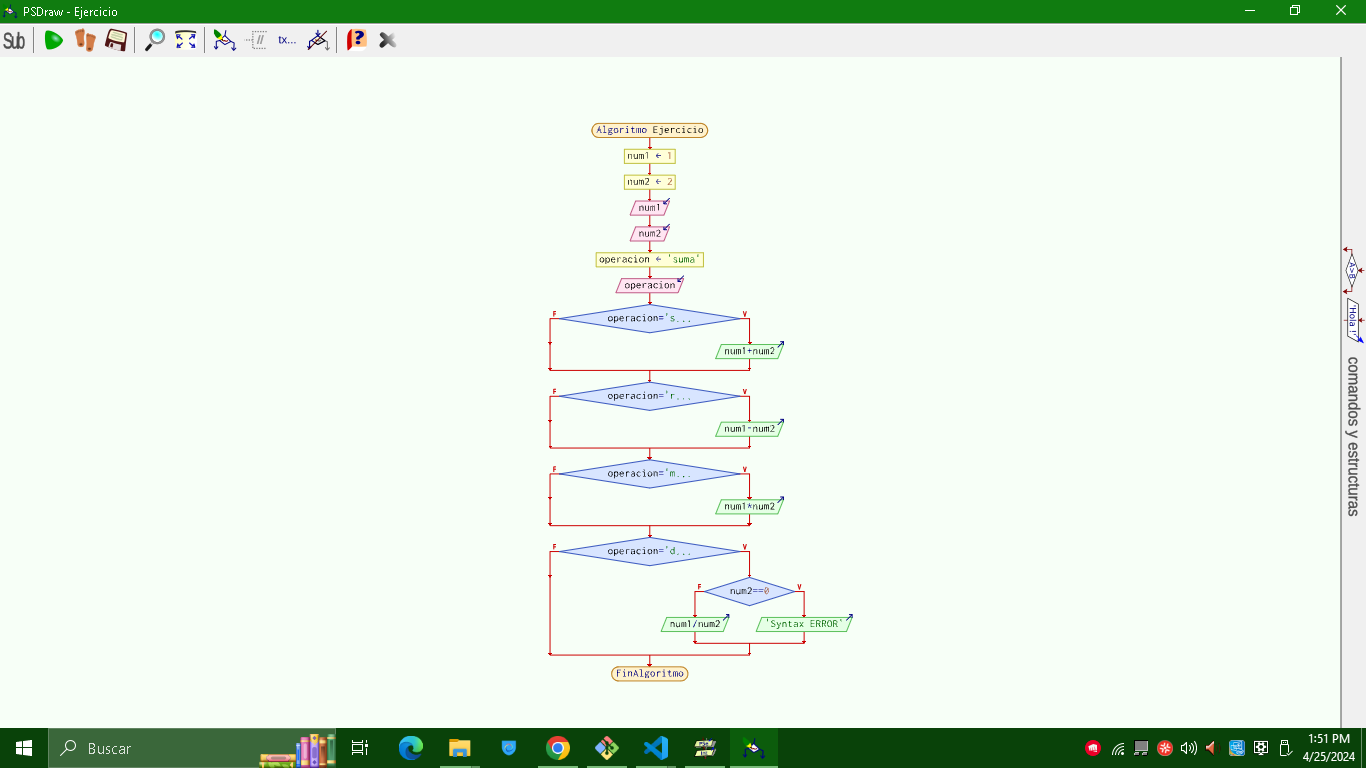 PSDraw - Ejercicio
Sub
tx...
Algoritmo Ejercicio
num1 ← 1
num2 ← 2
num1
num2
operacion ← 'suma'
operacion
F
operacion='s...
V
num1+num2
F
operacion='r...
V
num1-num2
F
operacion='m...
V
num1*num2
F
operacion='d...
V
F
num2==0
V
num1/num2
'Syntax ERROR'
FinAlgoritmo
A>B
'Hola !'
comandos y estructuras
Buscar
1:51 PM
4/25/2024